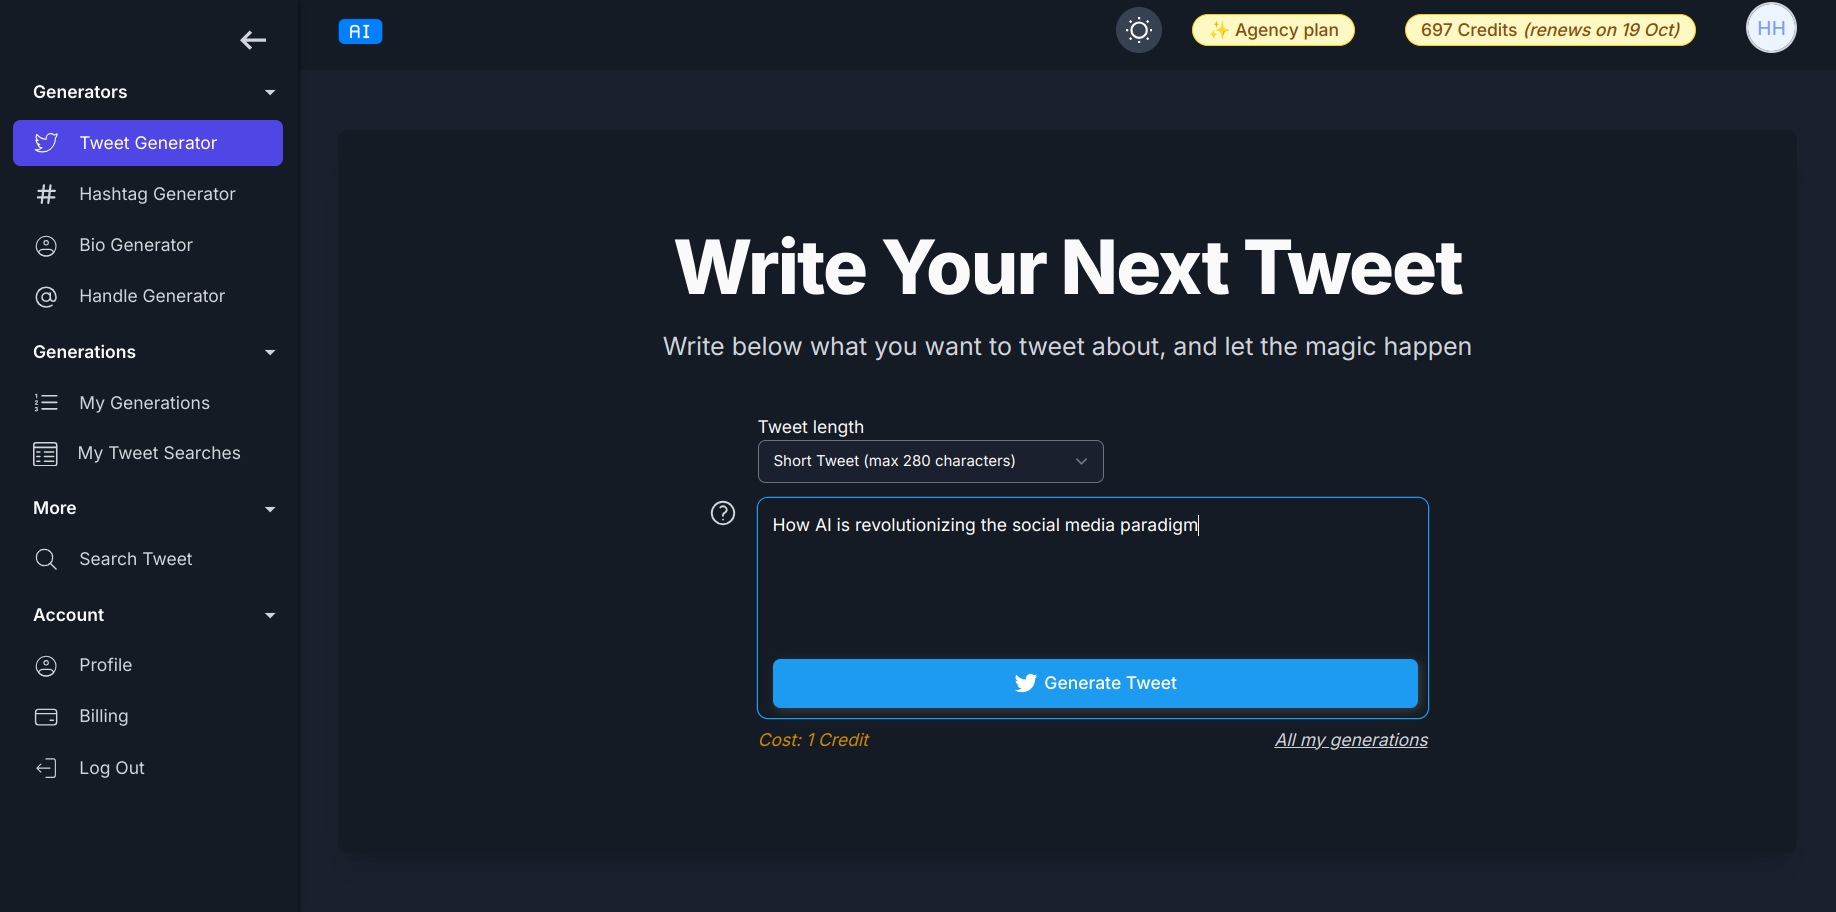 AI
✨ Agency plan
697 Credits (renews on 19 Oct)
HH
Generators
Tweet Generator
Hashtag Generator
Bio Generator
Handle Generator
Generations
My Generations
My Tweet Searches
More
Search Tweet
Account
Profile
Billing
Log Out
Write Your Next Tweet
Write below what you want to tweet about, and let the magic happen
Tweet length
Short Tweet (max 280 characters)
How AI is revolutionizing the social media paradigm
Generate Tweet
Cost: 1 Credit
All my generations